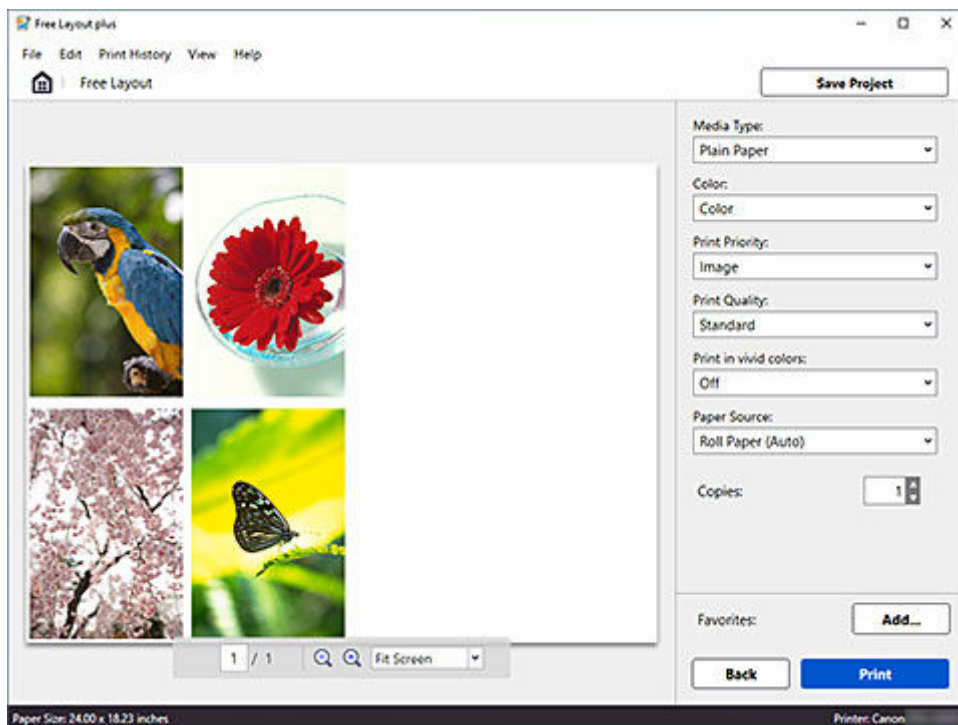 Free Layout plus
File Edit Print History View Help
Free Layout
Save Project
Media Type:
Plain Paper
Color:
Color
Print Priority:
Image
Print Quality:
Standard
Print in vivid colors:
Off
Paper Source:
Roll Paper (Auto)
Copies: 1
Favorites: Add...
1 / 1 Fit Screen
Back Print
Paper Size: 24.00 x 18.23 inches Printer: Canon